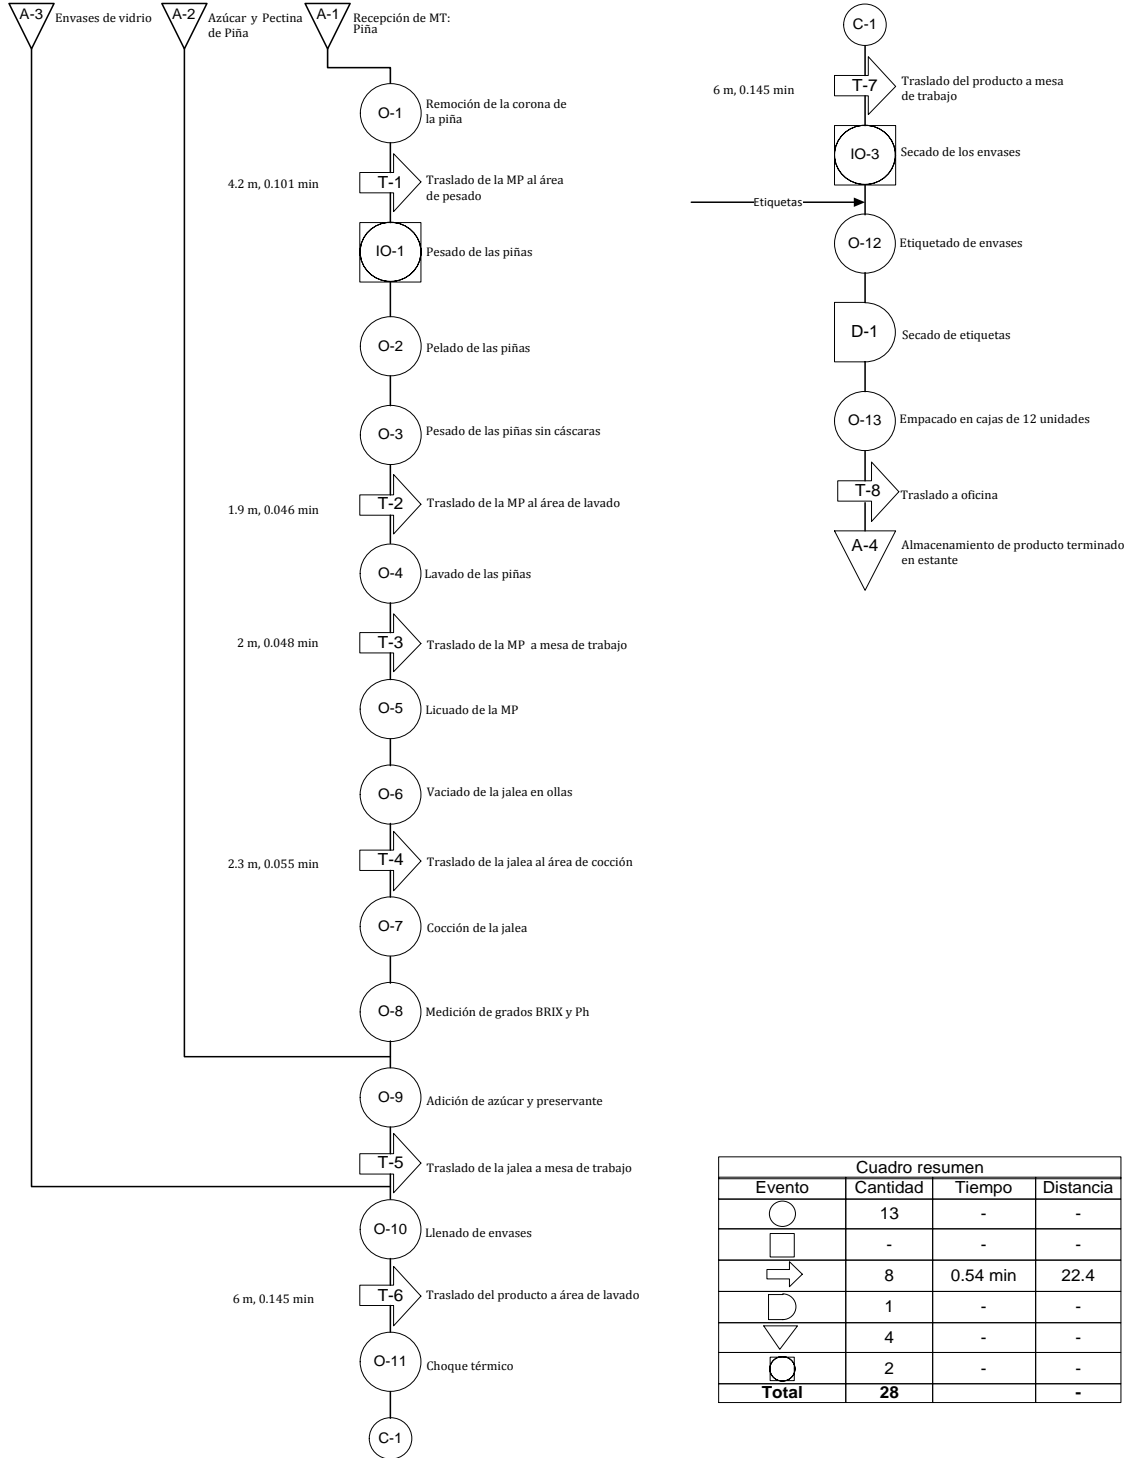 A-3
Envases de vidrio
A-2
Azúcar y Pectina
de Piña
A-1
Recepción de MT:
Piña
O-1
Remoción de la corona de
la piña
4.2 m, 0.101 min
T-1
Traslado de la MP al área
de pesado
IO-1
Pesado de las piñas
O-2
Pelado de las piñas
O-3
Pesado de las piñas sin cáscaras
1.9 m, 0.046 min
T-2
Traslado de la MP al área de lavado
O-4
Lavado de las piñas
2 m, 0.048 min
T-3
Traslado de la MP a mesa de trabajo
O-5
Licuado de la MP
O-6
Vaciado de la jalea en ollas
2.3 m, 0.055 min
T-4
Traslado de la jalea al área de cocción
O-7
Cocción de la jalea
O-8
Medición de grados BRIX y Ph
O-9
Adición de azúcar y preservante
T-5
Traslado de la jalea a mesa de trabajo
O-10
Llenado de envases
6 m, 0.145 min
T-6
Traslado del producto a área de lavado
O-11
Choque térmico
C-1
C-1
6 m, 0.145 min
T-7
Traslado del producto a mesa
de trabajo
IO-3
Secado de los envases
Etiquetas
O-12
Etiquetado de envases
D-1
Secado de etiquetas
O-13
Empacado en cajas de 12 unidades
T-8
Traslado a oficina
A-4
Almacenamiento de producto terminado
en estante
Cuadro resumen
Evento Cantidad Tiempo Distancia
13 - -
- - -
8 0.54 min 22.4
1 - -
4 - -
2 - -
Total 28 -